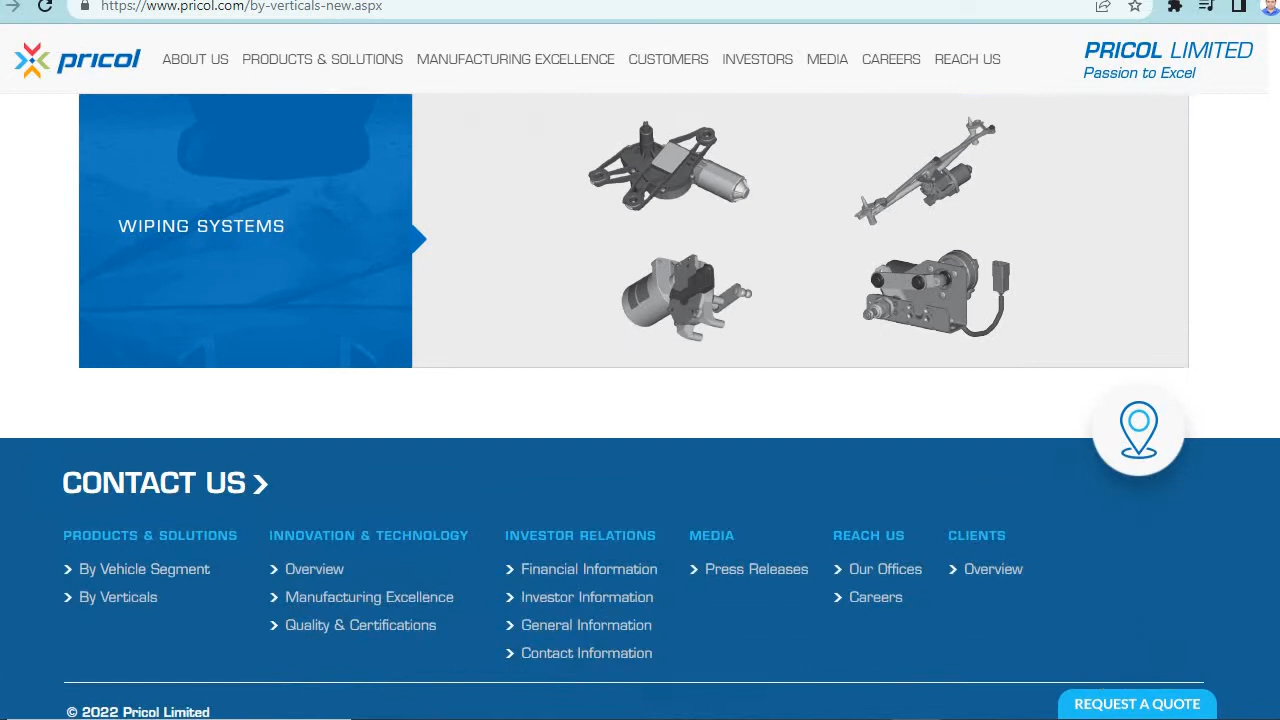 https://www.pricol.com/by-verticals-new.aspx
pricol ABOUT US PRODUCTS & SOLUTIONS MANUFACTURING EXCELLENCE CUSTOMERS INVESTORS MEDIA CAREERS REACH US
PRICOL LIMITED
Passion to Excel
WIPING SYSTEMS
CONTACT US
PRODUCTS & SOLUTIONS
By Vehicle Segment
By Verticals
INNOVATION & TECHNOLOGY
Overview
Manufacturing Excellence
Quality & Certifications
INVESTOR RELATIONS
Financial Information
Investor Information
General Information
Contact Information
MEDIA
Press Releases
REACH US
Our Offices
Careers
CLIENTS
Overview
© 2022 Pricol Limited
REQUEST A QUOTE